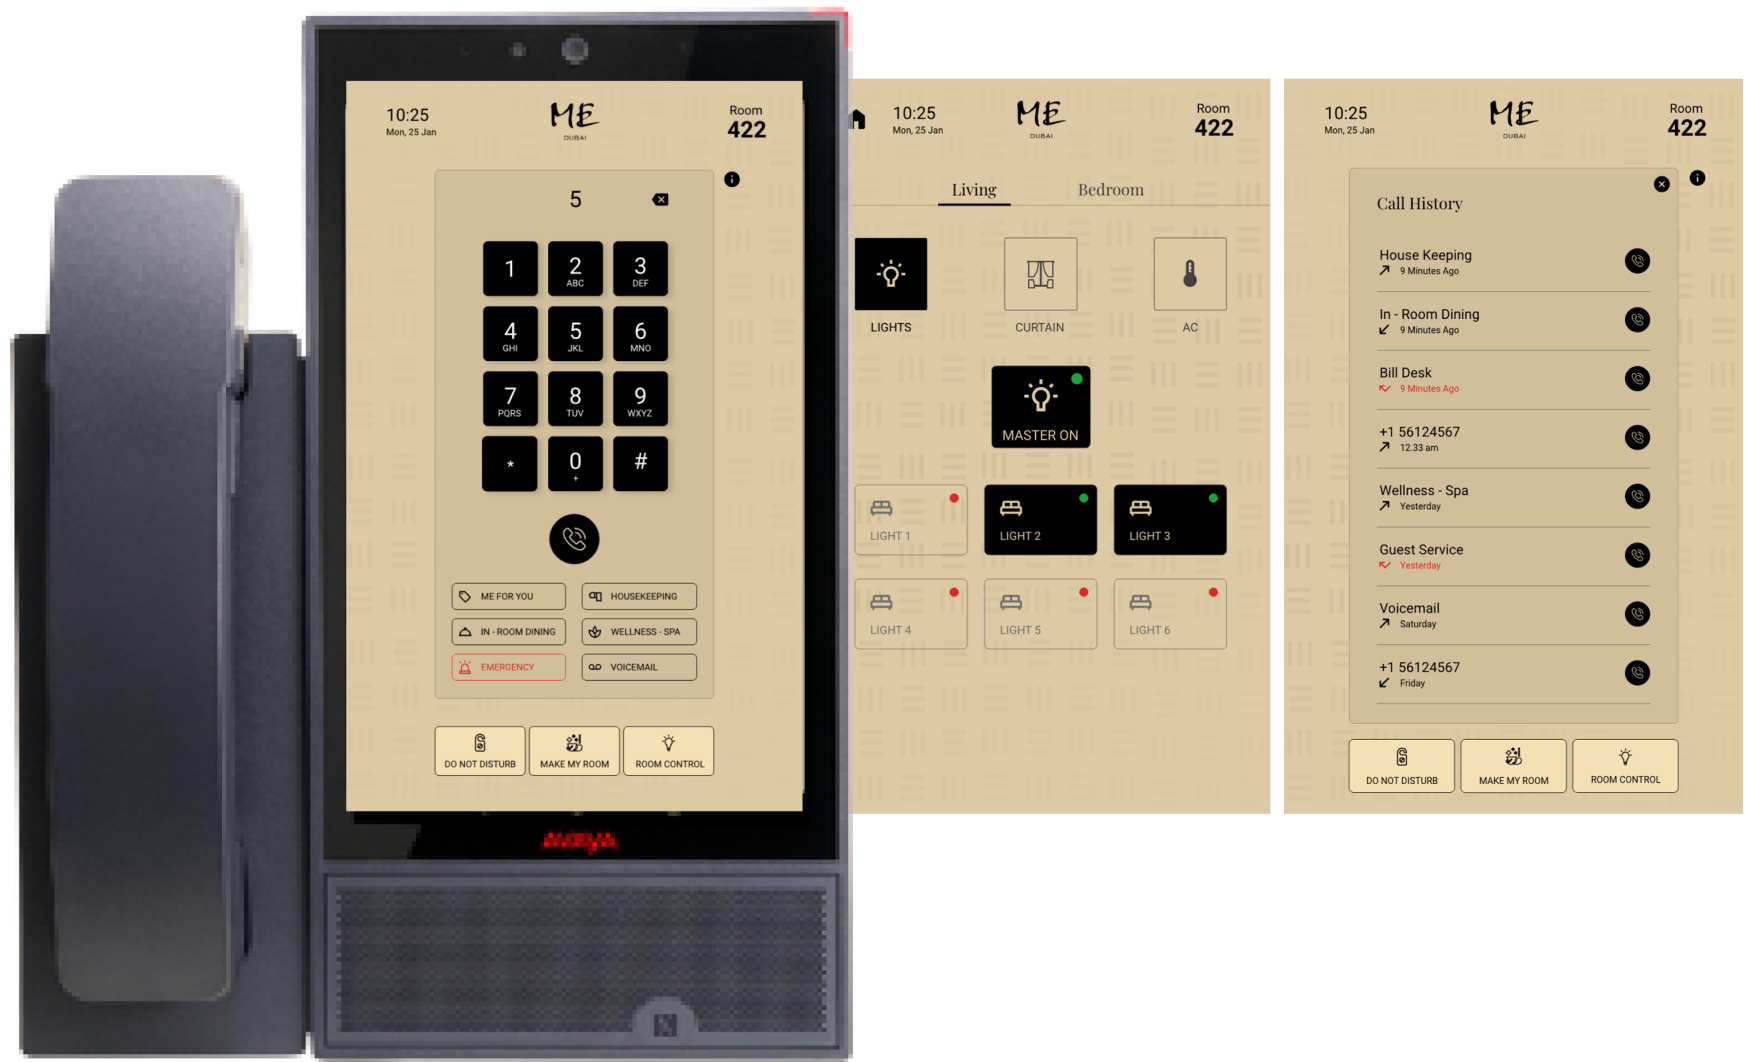 10:25
Mon, 25 Jan
ME
DUBAI
Room
422
5
1
2
ABC
3
DEF
4
GHI
5
JKL
6
MNO
7
PQRS
8
TUV
9
WXYZ
*
0
+
#
ME FOR YOU
HOUSEKEEPING
IN - ROOM DINING
WELLNESS - SPA
EMERGENCY
VOICEMAIL
DO NOT DISTURB
MAKE MY ROOM
ROOM CONTROL
AVAYA
10:25
Mon, 25 Jan
ME
DUBAI
Room
422
Living
Bedroom
LIGHTS
CURTAIN
AC
MASTER ON
LIGHT 1
LIGHT 2
LIGHT 3
LIGHT 4
LIGHT 5
LIGHT 6
10:25
Mon, 25 Jan
ME
DUBAI
Room
422
Call History
House Keeping
9 Minutes Ago
In - Room Dining
9 Minutes Ago
Bill Desk
9 Minutes Ago
+1 56124567
12.33 am
Wellness - Spa
Yesterday
Guest Service
Yesterday
Voicemail
Saturday
+1 56124567
Friday
DO NOT DISTURB
MAKE MY ROOM
ROOM CONTROL